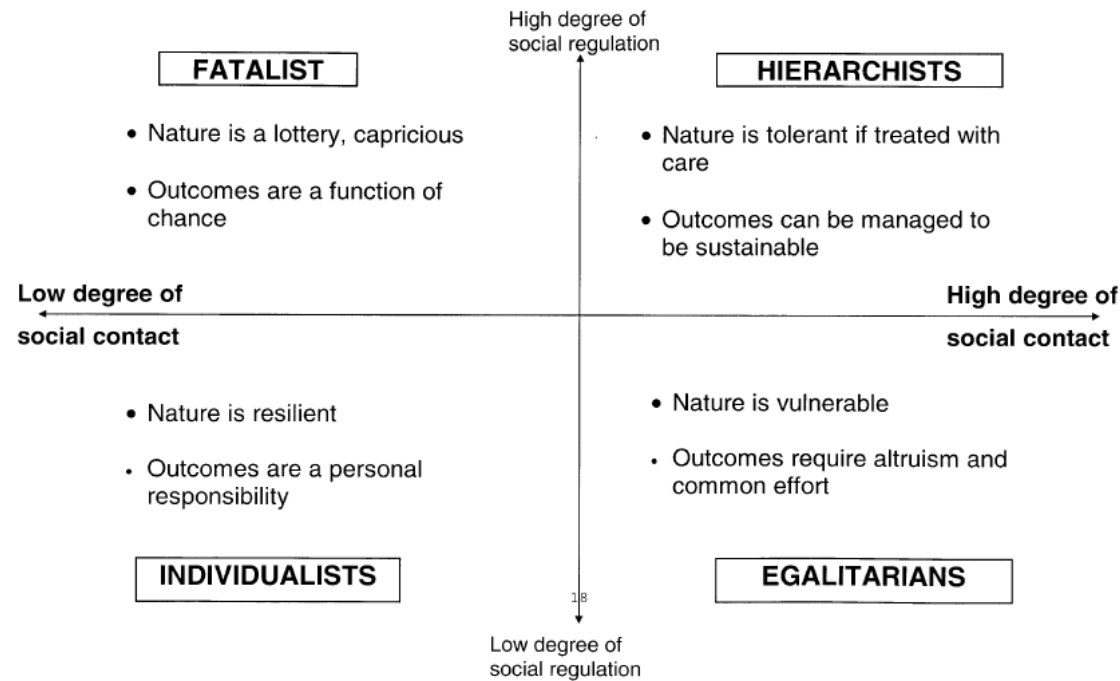 High degree of
social regulation
FATALIST
HIERARCHISTS
• Nature is a lottery, capricious
• Outcomes are a function of
chance
• Nature is tolerant if treated with
care
• Outcomes can be managed to
be sustainable
Low degree of
social contact
High degree of
social contact
• Nature is resilient
• Outcomes are a personal
responsibility
• Nature is vulnerable
• Outcomes require altruism and
common effort
INDIVIDUALISTS
EGALITARIANS
18
Low degree of
social regulation